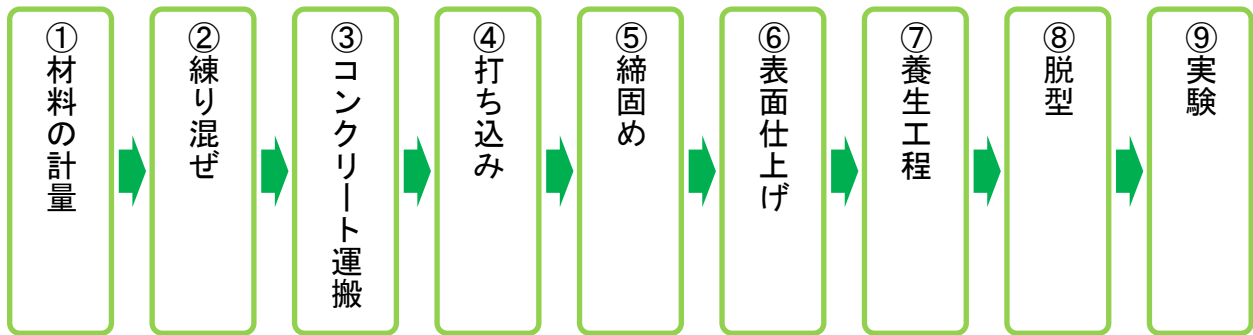 ①材料の計量
②練り混ぜ
③コンクリート運搬
④打ち込み
⑤締固め
⑥表面仕上げ
⑦養生工程
⑧脱型
⑨実験